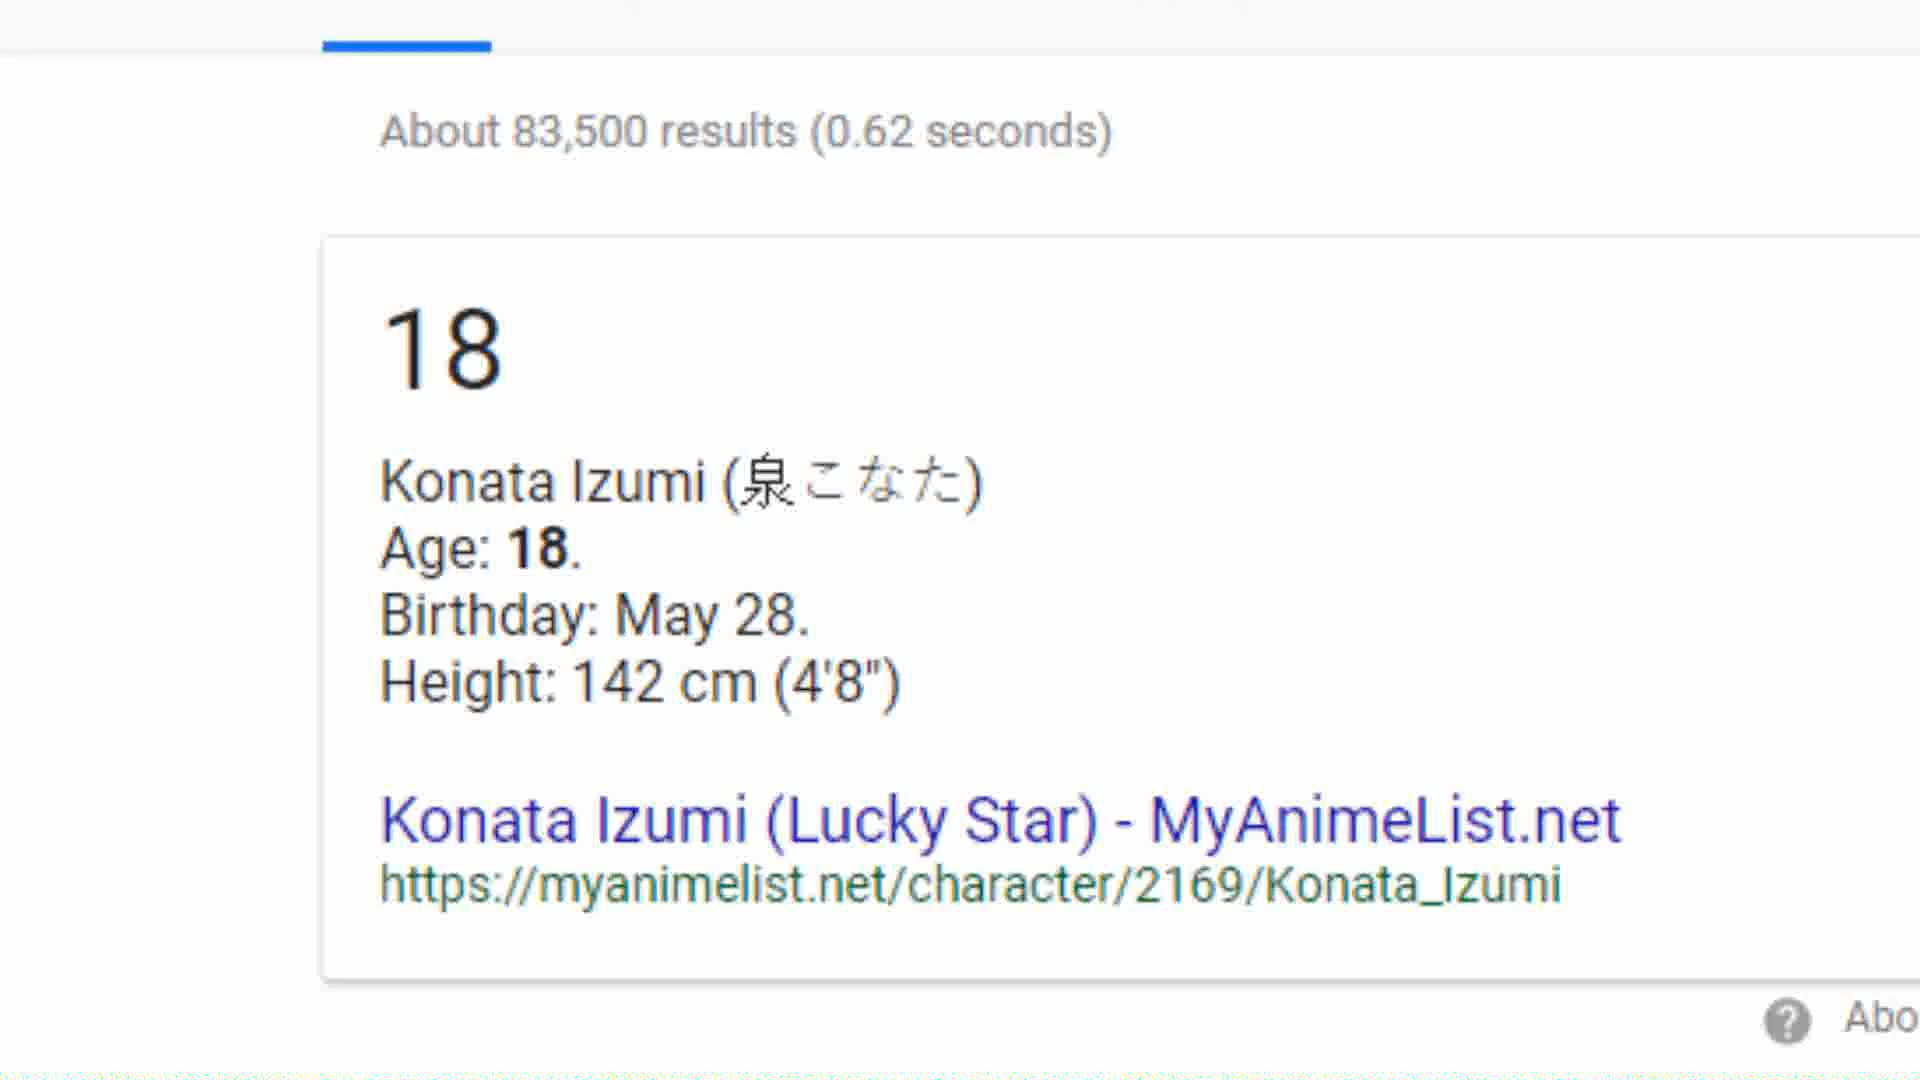 About 83,500 results (0.62 seconds)
18
Konata Izumi (泉こなた)
Age: 18.
Birthday: May 28.
Height: 142 cm (4'8")
Konata Izumi (Lucky Star) - MyAnimeList.net
https://myanimelist.net/character/2169/Konata_Izumi
Abo